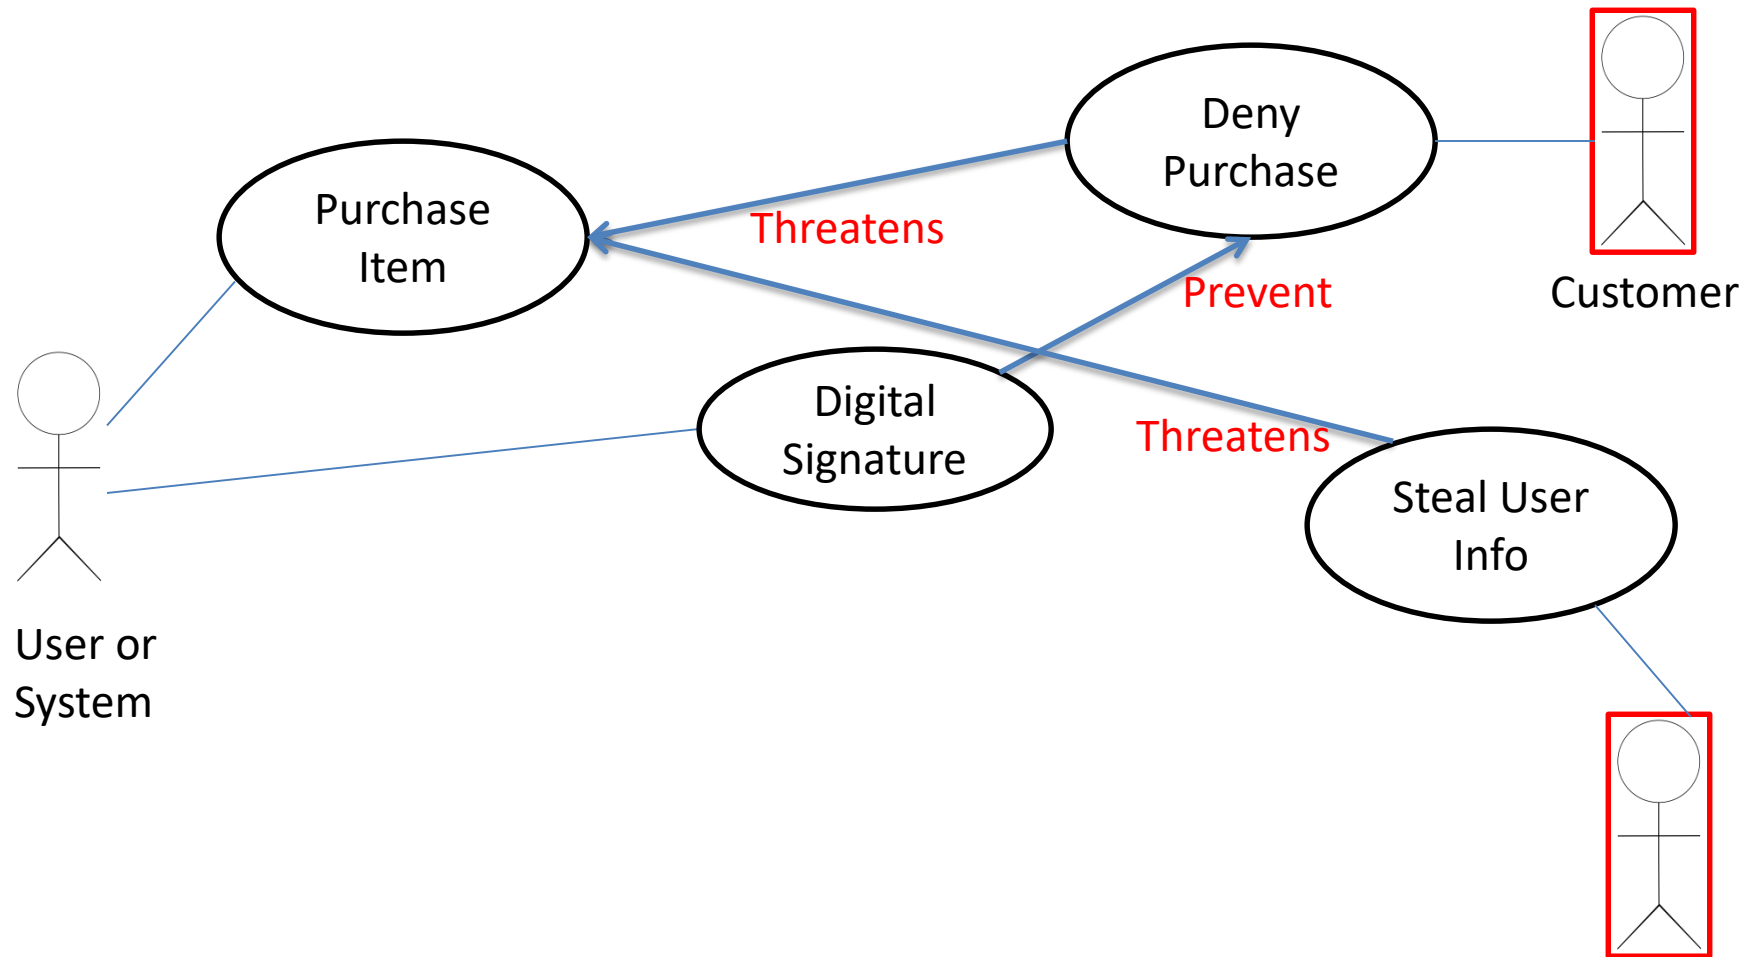 Deny
Purchase
Purchase
Item
Threatens
Prevent
Customer
Digital
Signature
Threatens
Steal User
Info
User or
System